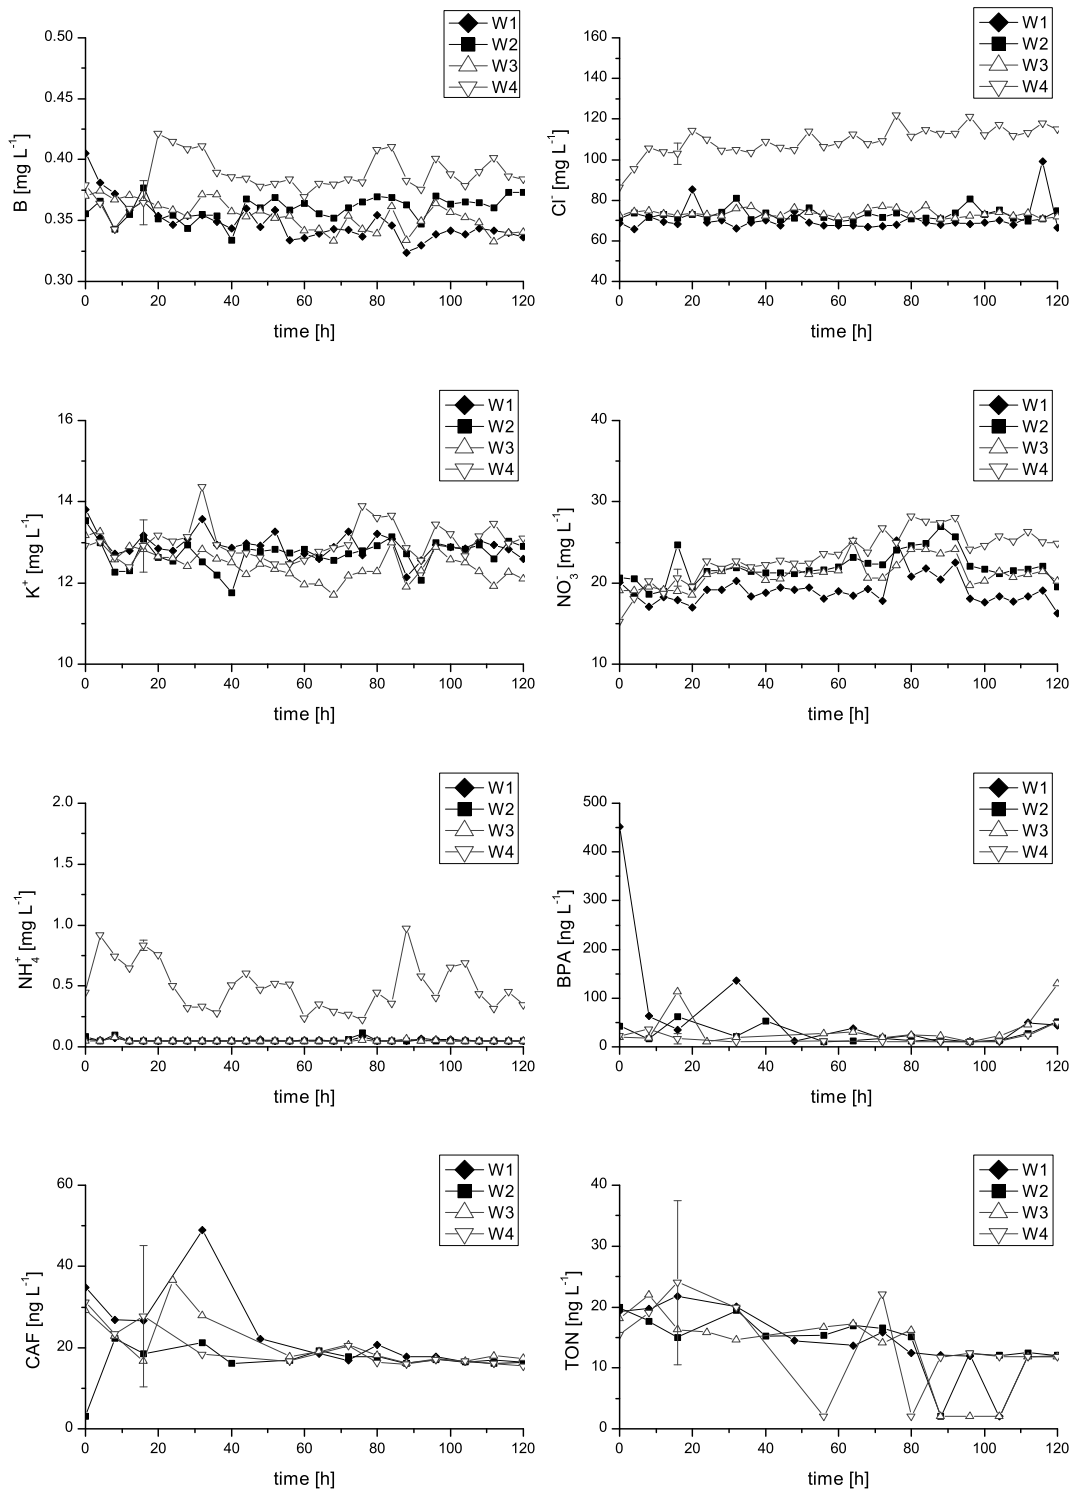 W1
W2
W3
W4
0.50
0.45
0.40
0.35
0.30
B [mg L⁻¹]
0 20 40 60 80 100 120
time [h]
W1
W2
W3
W4
160
140
120
100
80
60
40
Cl⁻ [mg L⁻¹]
0 20 40 60 80 100 120
time [h]
W1
W2
W3
W4
16
14
12
10
K⁺ [mg L⁻¹]
0 20 40 60 80 100 120
time [h]
W1
W2
W3
W4
40
30
20
10
NO₃⁻ [mg L⁻¹]
0 20 40 60 80 100 120
time [h]
W1
W2
W3
W4
2.0
1.5
1.0
0.5
0.0
NH₄⁺ [mg L⁻¹]
0 20 40 60 80 100 120
time [h]
W1
W2
W3
W4
500
400
300
200
100
0
BPA [ng L⁻¹]
0 20 40 60 80 100 120
time [h]
W1
W2
W3
W4
60
40
20
0
CAF [ng L⁻¹]
0 20 40 60 80 100 120
time [h]
W1
W2
W3
W4
40
30
20
10
0
TON [ng L⁻¹]
0 20 40 60 80 100 120
time [h]